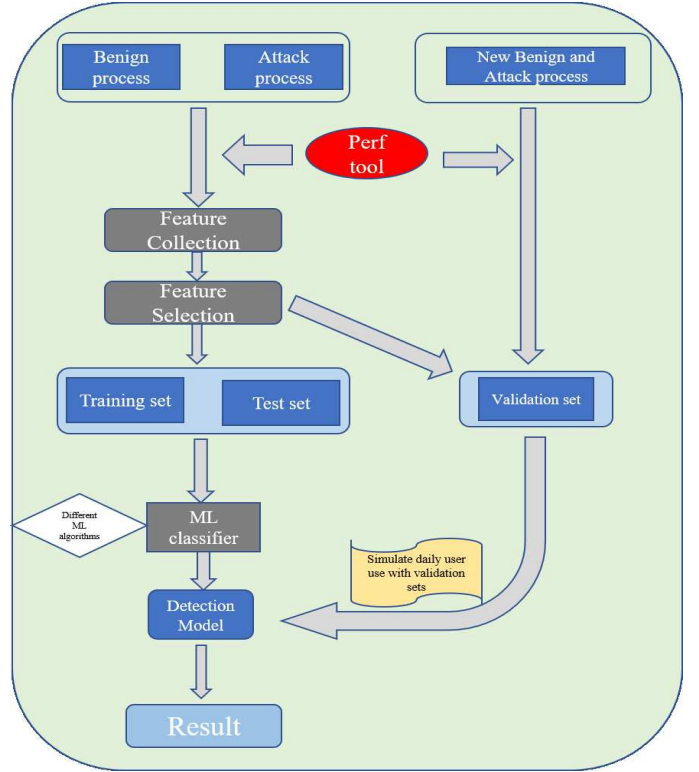 Benign
process
Attack
process
New Benign and
Attack process
Perf
tool
Feature
Collection
Feature
Selection
Training set
Test set
Validation set
Different
ML
algorithms
ML
classifier
Simulate daily user
use with validation
sets
Detection
Model
Result